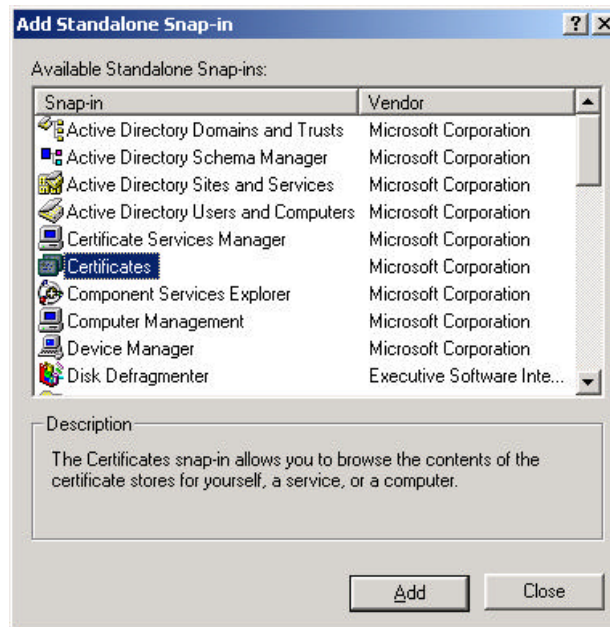 Add Standalone Snap-in
Available Standalone Snap-ins:
Snap-in Vendor
Active Directory Domains and Trusts Microsoft Corporation
Active Directory Schema Manager Microsoft Corporation
Active Directory Sites and Services Microsoft Corporation
Active Directory Users and Computers Microsoft Corporation
Certificate Services Manager Microsoft Corporation
Certificates Microsoft Corporation
Component Services Explorer Microsoft Corporation
Computer Management Microsoft Corporation
Device Manager Microsoft Corporation
Disk Defragmenter Executive Software Inte...
Description
The Certificates snap-in allows you to browse the contents of the
certificate stores for yourself, a service, or a computer.
Add Close